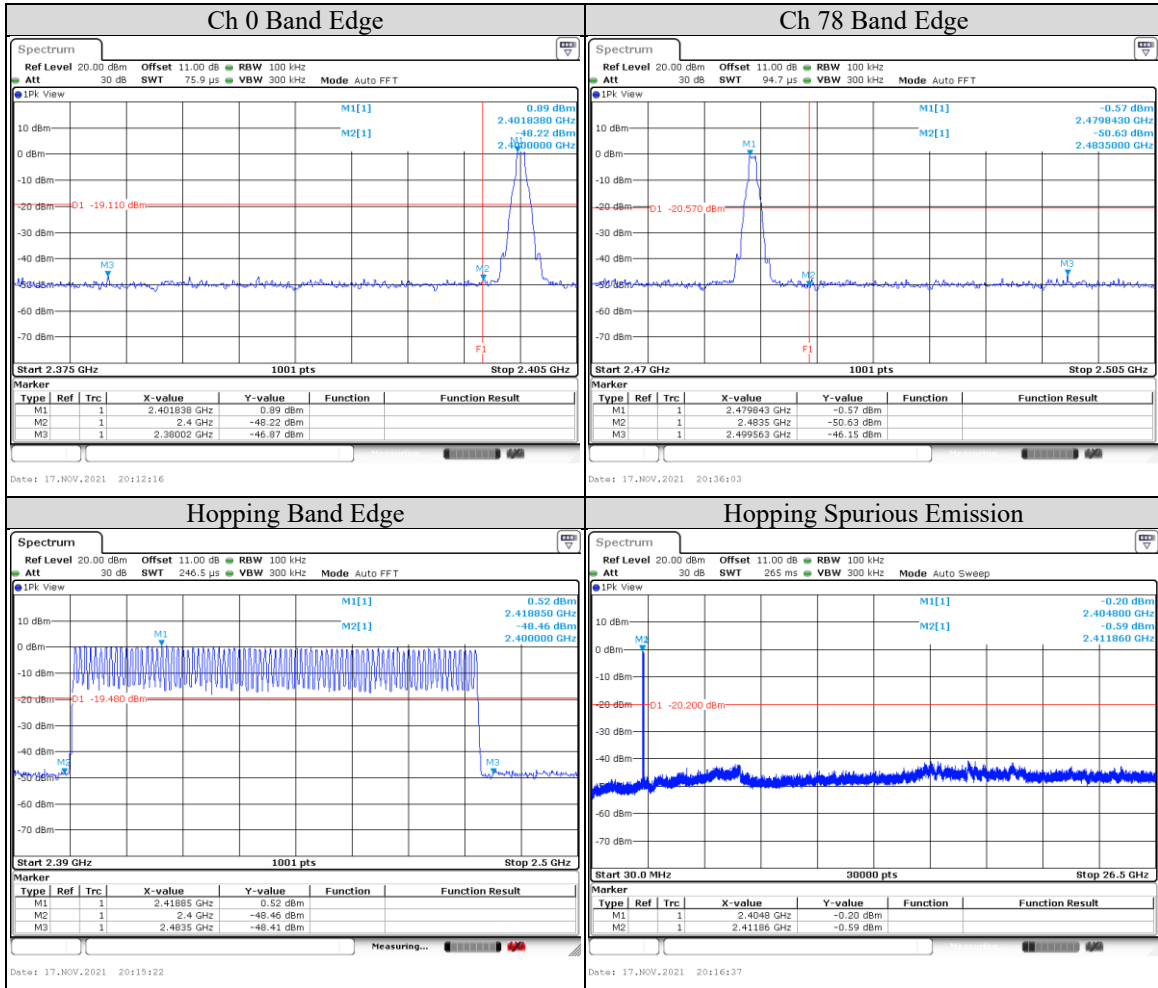 Ch 0 Band Edge
Spectrum
Ref Level 20.00 dBm Offset 11.00 dB RBW 100 kHz
Att 30 dB SWT 75.9 µs VBW 300 kHz Mode Auto FFT
1Pk View
M1[1] 0.89 dBm
2.4018380 GHz
M2[1] -48.22 dBm
2.4000000 GHz
M1
10 dBm
0 dBm
-10 dBm
-20 dBm D1 -19.110 dBm
-30 dBm
-40 dBm
M3 M2
-50 dBm
-60 dBm
-70 dBm
F1
Start 2.375 GHz 1001 pts Stop 2.405 GHz
Marker
Type Ref Trc X-value Y-value Function Function Result
M1 1 2.401838 GHz 0.89 dBm
M2 1 2.4 GHz -48.22 dBm
M3 1 2.38002 GHz -46.87 dBm
Measuring...
Date: 17.NOV.2021 20:12:16
Ch 78 Band Edge
Spectrum
Ref Level 20.00 dBm Offset 11.00 dB RBW 100 kHz
Att 30 dB SWT 94.7 µs VBW 300 kHz Mode Auto FFT
1Pk View
M1[1] -0.57 dBm
2.4798430 GHz
M2[1] -50.63 dBm
2.4835000 GHz
10 dBm
M1
0 dBm
-10 dBm
-20 dBm D1 -20.570 dBm
-30 dBm
-40 dBm
M2 M3
-50 dBm
-60 dBm
-70 dBm
F1
Start 2.47 GHz 1001 pts Stop 2.505 GHz
Marker
Type Ref Trc X-value Y-value Function Function Result
M1 1 2.479843 GHz -0.57 dBm
M2 1 2.4835 GHz -50.63 dBm
M3 1 2.499563 GHz -46.15 dBm
Measuring...
Date: 17.NOV.2021 20:36:03
Hopping Band Edge
Spectrum
Ref Level 20.00 dBm Offset 11.00 dB RBW 100 kHz
Att 30 dB SWT 246.5 µs VBW 300 kHz Mode Auto FFT
1Pk View
M1[1] 0.52 dBm
2.418850 GHz
M2[1] -48.46 dBm
2.400000 GHz
10 dBm
M1
0 dBm
-10 dBm
-20 dBm D1 -19.480 dBm
-30 dBm
-40 dBm
M2 M3
-50 dBm
-60 dBm
-70 dBm
Start 2.39 GHz 1001 pts Stop 2.5 GHz
Marker
Type Ref Trc X-value Y-value Function Function Result
M1 1 2.41885 GHz 0.52 dBm
M2 1 2.4 GHz -48.46 dBm
M3 1 2.4835 GHz -48.41 dBm
Measuring...
Date: 17.NOV.2021 20:15:22
Hopping Spurious Emission
Spectrum
Ref Level 20.00 dBm Offset 11.00 dB RBW 100 kHz
Att 30 dB SWT 265 ms VBW 300 kHz Mode Auto Sweep
1Pk View
M1[1] -0.20 dBm
2.404800 GHz
M2[1] -0.59 dBm
2.411860 GHz
10 dBm
M2
0 dBm
-10 dBm
-20 dBm D1 -20.200 dBm
-30 dBm
-40 dBm
-60 dBm
-70 dBm
Start 30.0 MHz 30000 pts Stop 26.5 GHz
Marker
Type Ref Trc X-value Y-value Function Function Result
M1 1 2.4048 GHz -0.20 dBm
M2 1 2.41186 GHz -0.59 dBm
Measuring...
Date: 17.NOV.2021 20:16:37